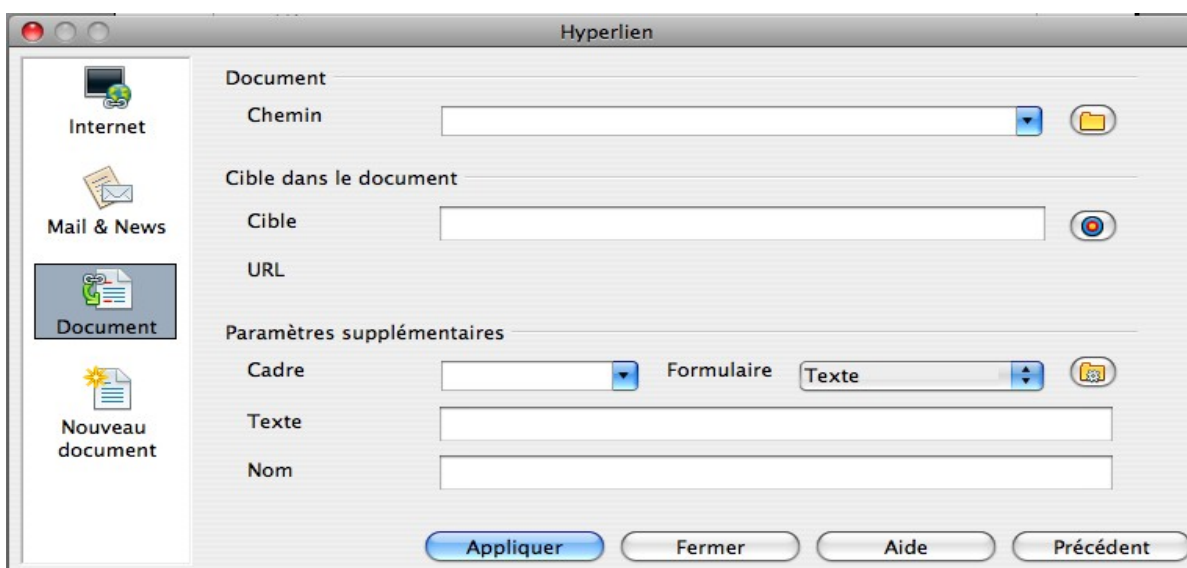 Hyperlien
Internet
Mail & News
Document
Nouveau
document
Document
Chemin
Cible dans le document
Cible
URL
Paramètres supplémentaires
Cadre
Formulaire
Texte
Texte
Nom
Appliquer
Fermer
Aide
Précédent